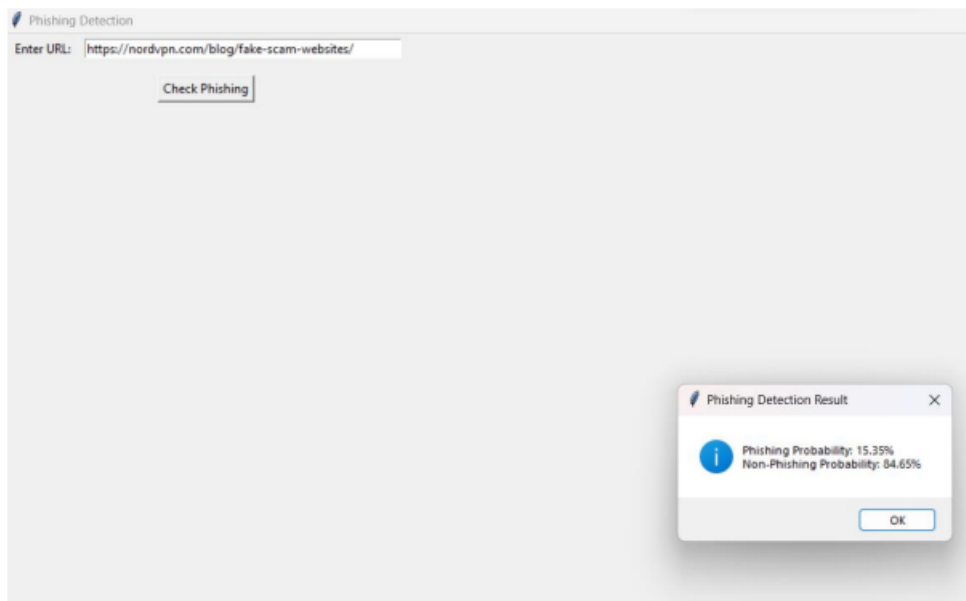 Phishing Detection
Enter URL: https://nordvpn.com/blog/fake-scam-websites/
Check Phishing
Phishing Detection Result
Phishing Probability: 15.35%
Non-Phishing Probability: 84.65%
OK